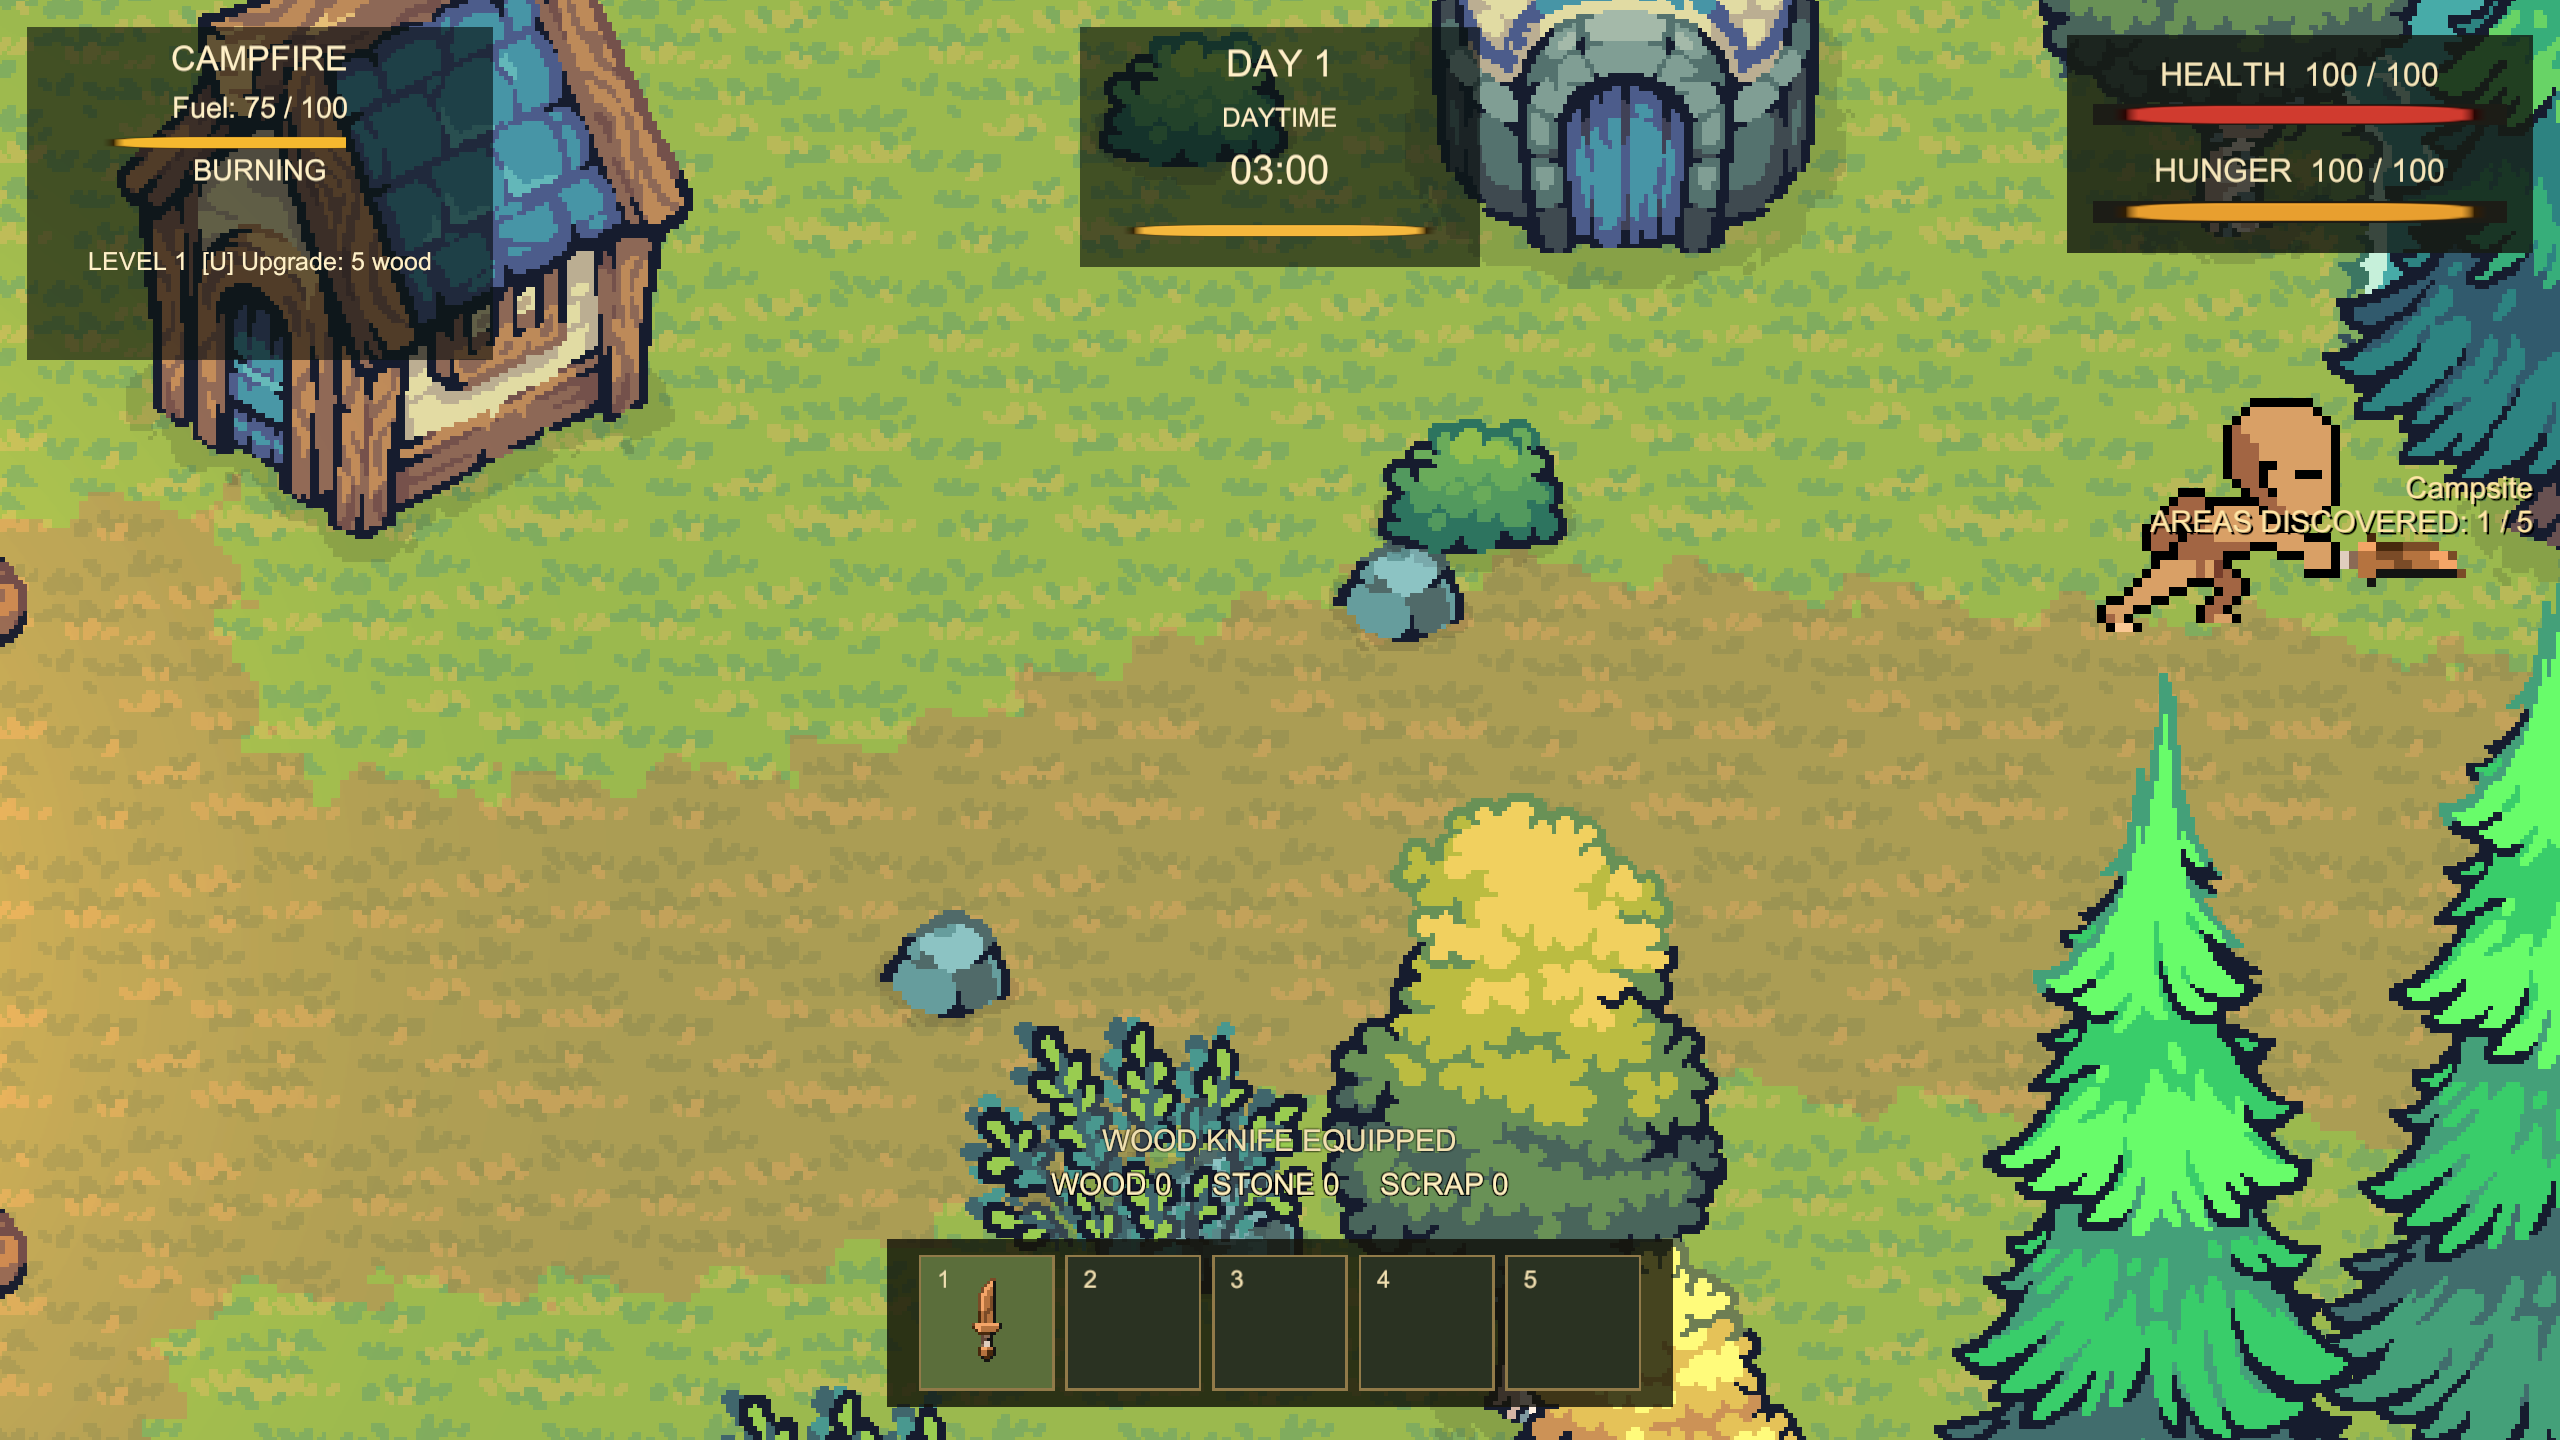 CAMPFIRE
Fuel: 75 / 100
BURNING
LEVEL 1 [U] Upgrade: 5 wood
DAY 1
DAYTIME
03:00
HEALTH 100 / 100
HUNGER 100 / 100
Campsite
AREAS DISCOVERED: 1 / 5
WOOD KNIFE EQUIPPED
WOOD 0 STONE 0 SCRAP 0
1 2 3 4 5